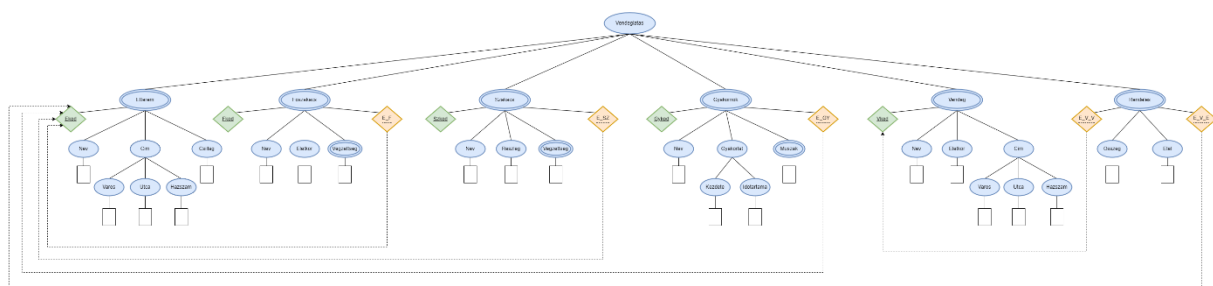 Vendeglatas
Etterem
Foszakacs
Szakacs
Gyakornok
Vendeg
Rendeles
Ekod
Fkod
E_F
Szkod
E_SZ
Gykod
E_GY
Vkod
E_V_V
E_V_E
Nev
Cim
Csillag
Nev
Eletkor
Vegzettseg
Nev
Reszleg
Vegzettseg
Nev
Gyakorlat
Muszak
Nev
Eletkor
Cim
Osszeg
Etel
Varos
Utca
Hazszam
Kezdete
Idotartama
Varos
Utca
Hazszam